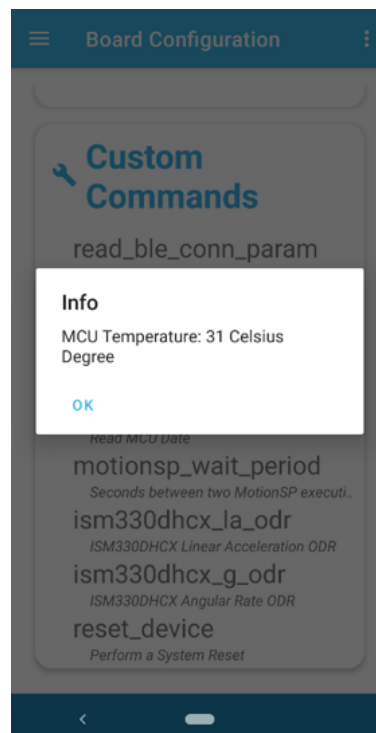 Board Configuration
Custom
Commands
read_ble_conn_param
Info
MCU Temperature: 31 Celsius
Degree
OK
Read MCU Date
motionsp_wait_period
Seconds between two MotionSP executi..
ism330dhcx_la_odr
ISM330DHCX Linear Acceleration ODR
ism330dhcx_g_odr
ISM330DHCX Angular Rate ODR
reset_device
Perform a System Reset